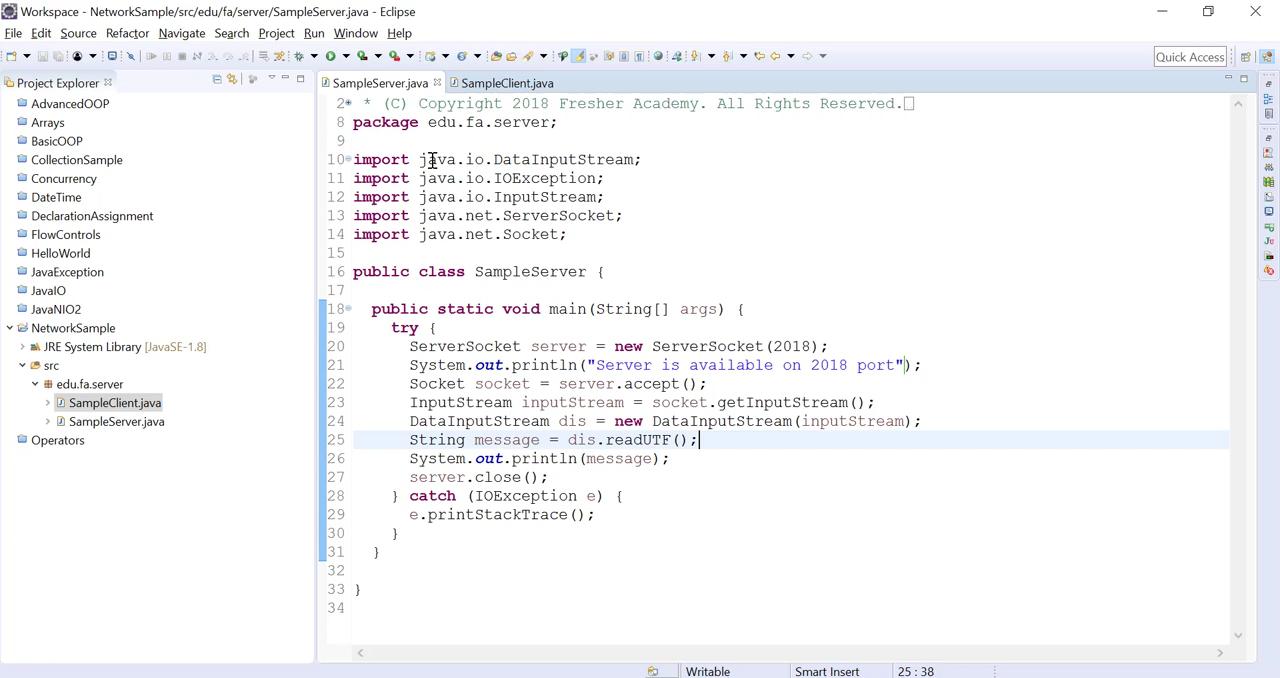 Workspace - NetworkSample/src/edu/fa/server/SampleServer.java - Eclipse
File Edit Source Refactor Navigate Search Project Run Window Help
Quick Access
Project Explorer
SampleServer.java SampleClient.java
AdvancedOOP
Arrays
BasicOOP
CollectionSample
Concurrency
DateTime
DeclarationAssignment
FlowControls
HelloWorld
JavaException
JavaIO
JavaNIO2
NetworkSample
JRE System Library [JavaSE-1.8]
src
edu.fa.server
SampleClient.java
SampleServer.java
Operators
2 * (C) Copyright 2018 Fresher Academy. All Rights Reserved.
8 package edu.fa.server;
9
10 import java.io.DataInputStream;
11 import java.io.IOException;
12 import java.io.InputStream;
13 import java.net.ServerSocket;
14 import java.net.Socket;
15
16 public class SampleServer {
17
18 public static void main(String[] args) {
19 try {
20 ServerSocket server = new ServerSocket(2018);
21 System.out.println("Server is available on 2018 port");
22 Socket socket = server.accept();
23 InputStream inputStream = socket.getInputStream();
24 DataInputStream dis = new DataInputStream(inputStream);
25 String message = dis.readUTF();
26 System.out.println(message);
27 server.close();
28 } catch (IOException e) {
29 e.printStackTrace();
30 }
31 }
32
33 }
34
Writable Smart Insert 25 : 38